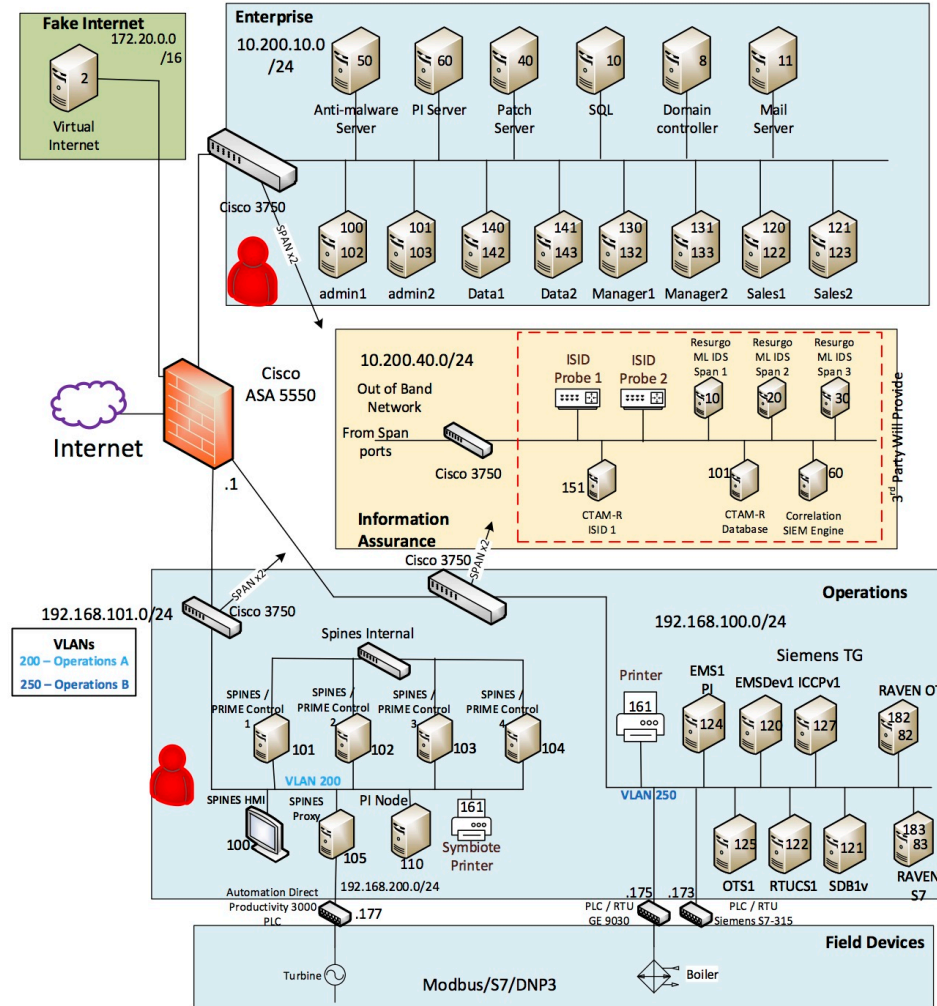 Fake Internet
172.20.0.0
/16
2
Virtual
Internet
Enterprise
10.200.10.0
/24
50
60
40
10
8
11
Anti-malware
Server
PI Server
Patch
Server
SQL
Domain
controller
Mail
Server
Cisco 3750
SPAN x2
100
102
101
103
140
142
141
143
130
132
131
133
120
122
121
123
admin1
admin2
Data1
Data2
Manager1
Manager2
Sales1
Sales2
Cisco
ASA 5550
Internet
.1
10.200.40.0/24
Out of Band
Network
From Span
ports
Cisco 3750
ISID
Probe 1
ISID
Probe 2
Resurgo
ML IDS
Span 1
Resurgo
ML IDS
Span 2
Resurgo
ML IDS
Span 3
10
20
30
151
101
60
CTAM-R
ISID 1
CTAM-R
Database
Correlation
SIEM Engine
3rd Party Will Provide
Information
Assurance
Cisco 3750
SPAN x2
SPAN x2
Cisco 3750
192.168.101.0/24
VLANs
200 – Operations A
250 – Operations B
Operations
192.168.100.0/24
Spines Internal
SPINES /
PRIME Control
1
SPINES /
PRIME Control
2
SPINES /
PRIME Control
3
SPINES /
PRIME Control
4
101
102
103
104
VLAN 200
SPINES HMI
100
SPINES
Proxy
105
PI Node
110
161
Symbiote
Printer
Printer
161
EMS1
PI
124
Siemens TG
EMSDev1
120
ICCPv1
127
RAVEN OT
182
82
VLAN 250
125
122
121
183
83
OTS1
RTUCS1
SDB1v
RAVEN
S7
192.168.200.0/24
Automation Direct
Productivity 3000
PLC
.177
.175
PLC / RTU
GE 9030
.173
PLC / RTU
Siemens S7-315
Field Devices
Turbine
Modbus/S7/DNP3
Boiler